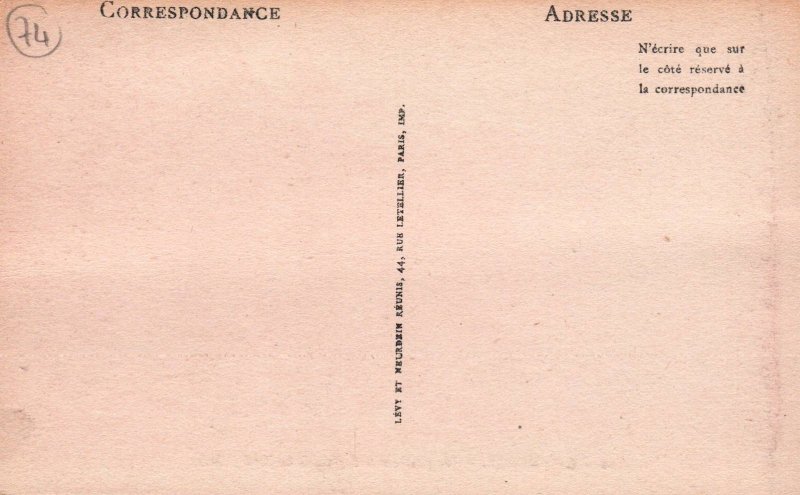 74
CORRESPONDANCE
ADRESSE
N'écrire que sur
le côté réservé à
la correspondance
LÉVY ET NEURDEIN RÉUNIS, 44, RUE LETELLIER, PARIS, IMP.